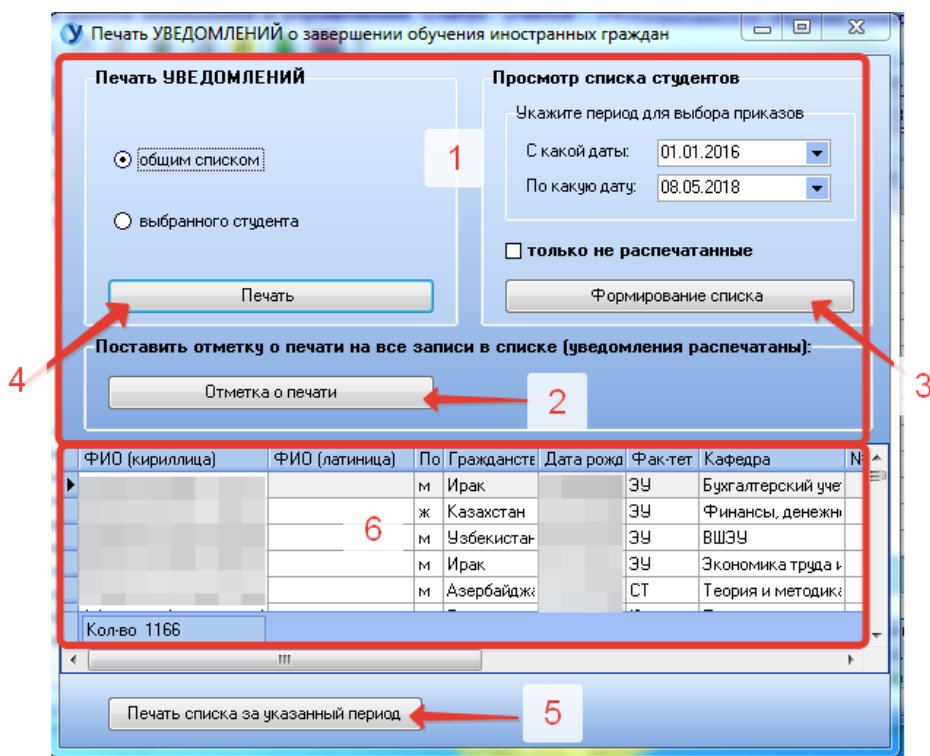 Печать УВЕДОМЛЕНИЙ о завершении обучения иностранных граждан
Печать УВЕДОМЛЕНИЙ
общим списком
выбранного студента
Печать
1
Просмотр списка студентов
Укажите период для выбора приказов
С какой даты: 01.01.2016
По какую дату: 08.05.2018
только не распечатанные
Формирование списка
4
3
Поставить отметку о печати на все записи в списке (уведомления распечатаны):
Отметка о печати
2
ФИО (кириллица) ФИО (латиница) По Гражданств Дата рожд Фак-тет Кафедра №
м Ирак ЭУ Бухгалтерский уче
ж Казахстан ЭУ Финансы, денежн
м Узбекистан ЭУ ВШЭУ
м Ирак ЭУ Экономика труда и
м Азербайджа СТ Теория и методика
6
Кол-во 1166
Печать списка за указанный период
5